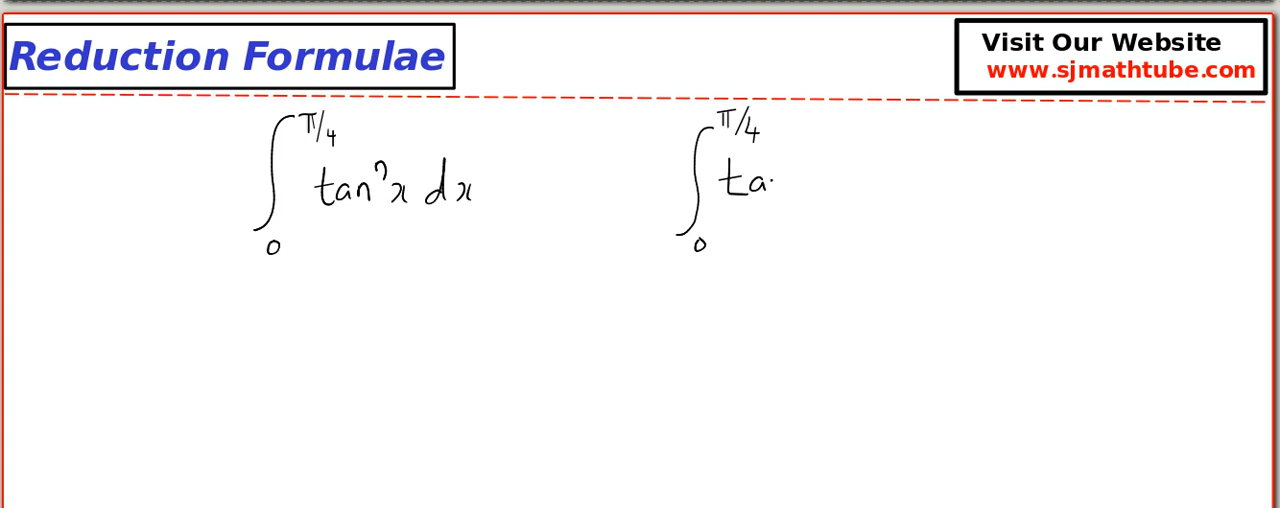 Reduction Formulae
Visit Our Website
www.sjmathtube.com
∫₀^π/4 tanⁿx dx
∫₀^π/4 ta